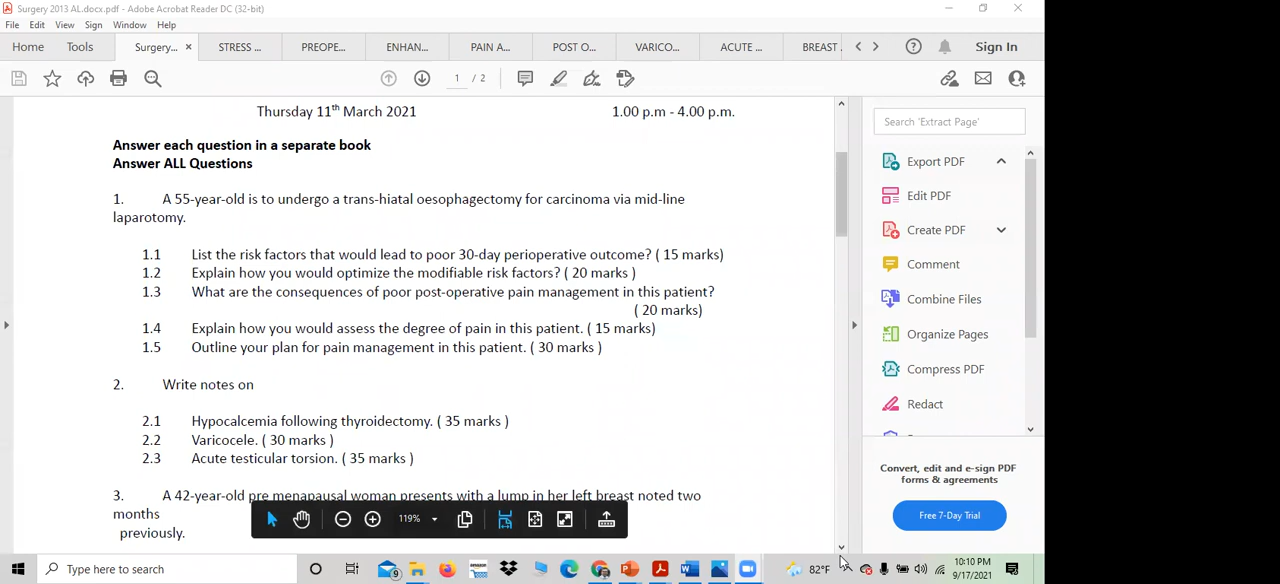 Surgery 2013 AL.docx.pdf - Adobe Acrobat Reader DC (32-bit)
File Edit View Sign Window Help
Home Tools Surgery... × STRESS ... PREOPE... ENHAN... PAIN A... POST O... VARICO... ACUTE ... BREAST Sign In
1 / 2
Thursday 11th March 2021 1.00 p.m - 4.00 p.m.
Answer each question in a separate book
Answer ALL Questions
1. A 55-year-old is to undergo a trans-hiatal oesophagectomy for carcinoma via mid-line
laparotomy.
1.1 List the risk factors that would lead to poor 30-day perioperative outcome? ( 15 marks)
1.2 Explain how you would optimize the modifiable risk factors? ( 20 marks )
1.3 What are the consequences of poor post-operative pain management in this patient?
( 20 marks)
1.4 Explain how you would assess the degree of pain in this patient. ( 15 marks)
1.5 Outline your plan for pain management in this patient. ( 30 marks )
2. Write notes on
2.1 Hypocalcemia following thyroidectomy. ( 35 marks )
2.2 Varicocele. ( 30 marks )
2.3 Acute testicular torsion. ( 35 marks )
3. A 42-year-old pre menapausal woman presents with a lump in her left breast noted two
months
previously.
119%
Search 'Extract Page'
Export PDF
Edit PDF
Create PDF
Comment
Combine Files
Organize Pages
Compress PDF
Redact
Convert, edit and e-sign PDF
forms & agreements
Free 7-Day Trial
Type here to search
9
82°F
10:10 PM
9/17/2021